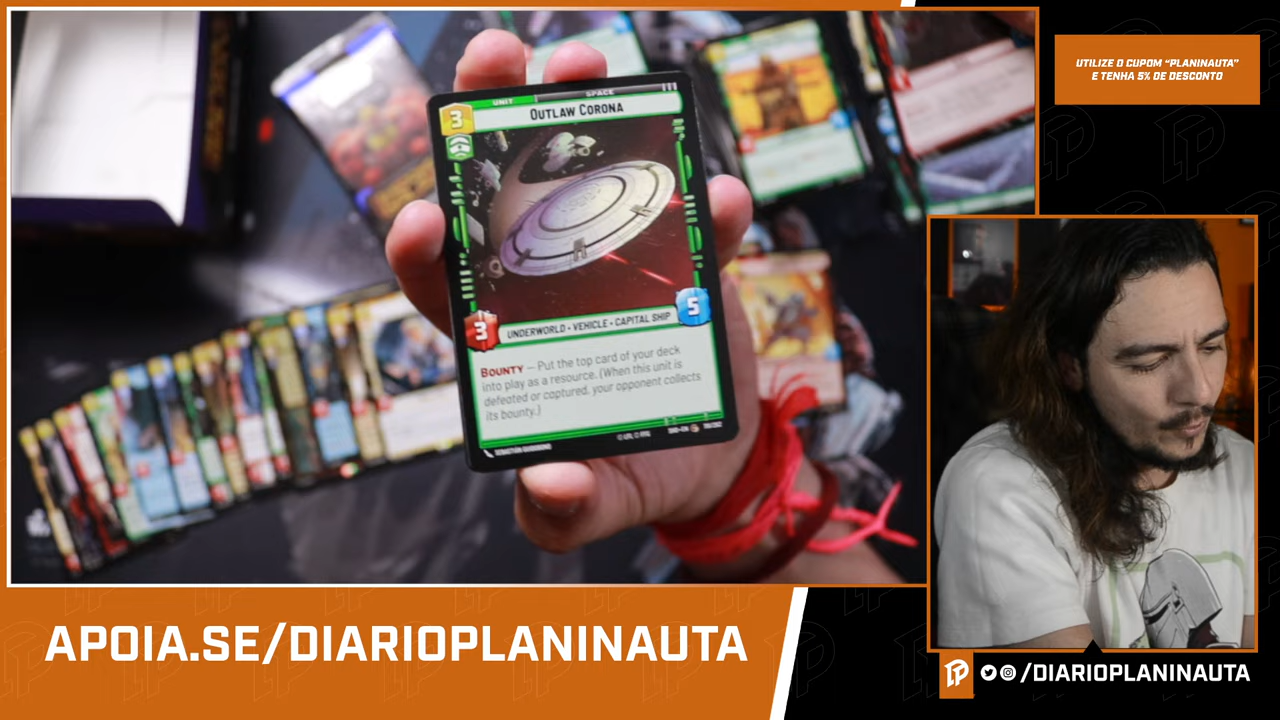 UTILIZE O CUPOM "PLANINAUTA"
E TENHA 5% DE DESCONTO
UNIT
SPACE
3
OUTLAW CORONA
3
UNDERWORLD • VEHICLE • CAPITAL SHIP
5
BOUNTY — Put the top card of your deck
into play as a resource. (When this unit is
defeated or captured, your opponent collects
its bounty.)
APOIA.SE/DIARIOPLANINAUTA
/DIARIOPLANINAUTA